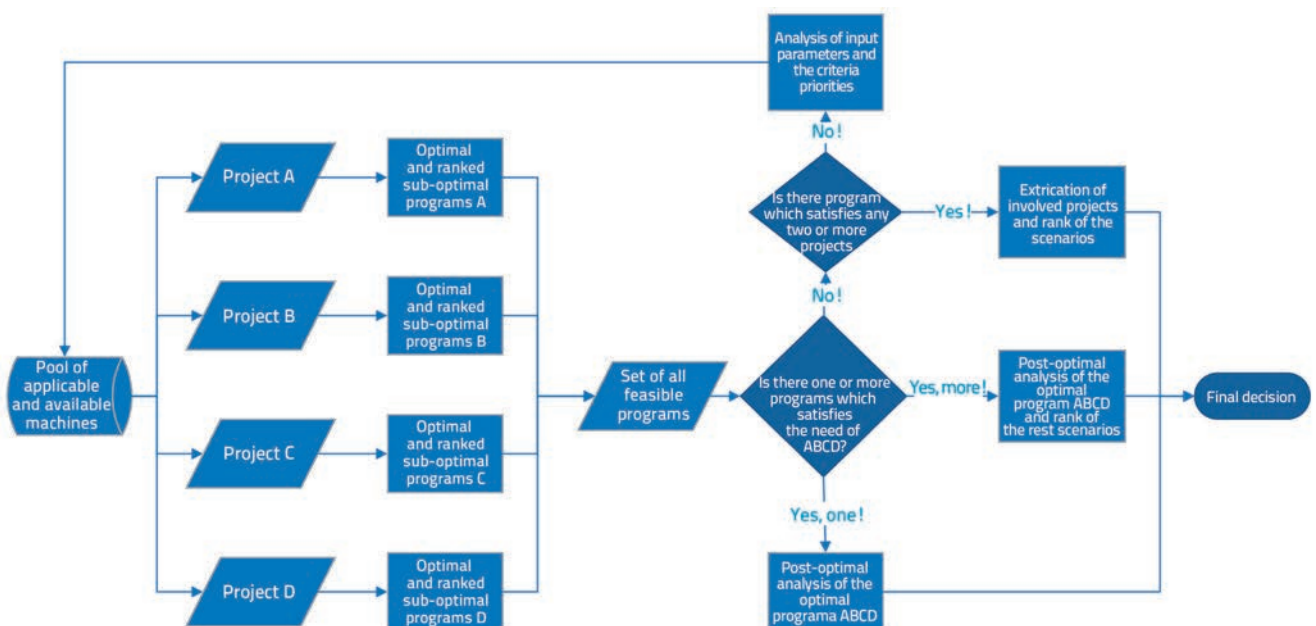 Analysis of input
parameters and
the criteria
priorities
No!
Project A
Optimal
and ranked
sub-optimal
programs A
Is there program
which satisfies any
two or more
projects
Yes!
Extrication of
involved projects
and rank of the
scenarios
No!
Project B
Optimal
and ranked
sub-optimal
programs B
Pool of
applicable
and available
machines
Set of all
feasible
programs
Is there one or more
programs which
satisfies
the need of
ABCD?
Yes, more!
Post-optimal
analysis of the
optimal
program ABCD
and rank of
the rest scenarios
Final decision
Project C
Optimal
and ranked
sub-optimal
programs C
Yes, one!
Project D
Optimal
and ranked
sub-optimal
programs D
Post-optimal
analysis of the
optimal
programa ABCD